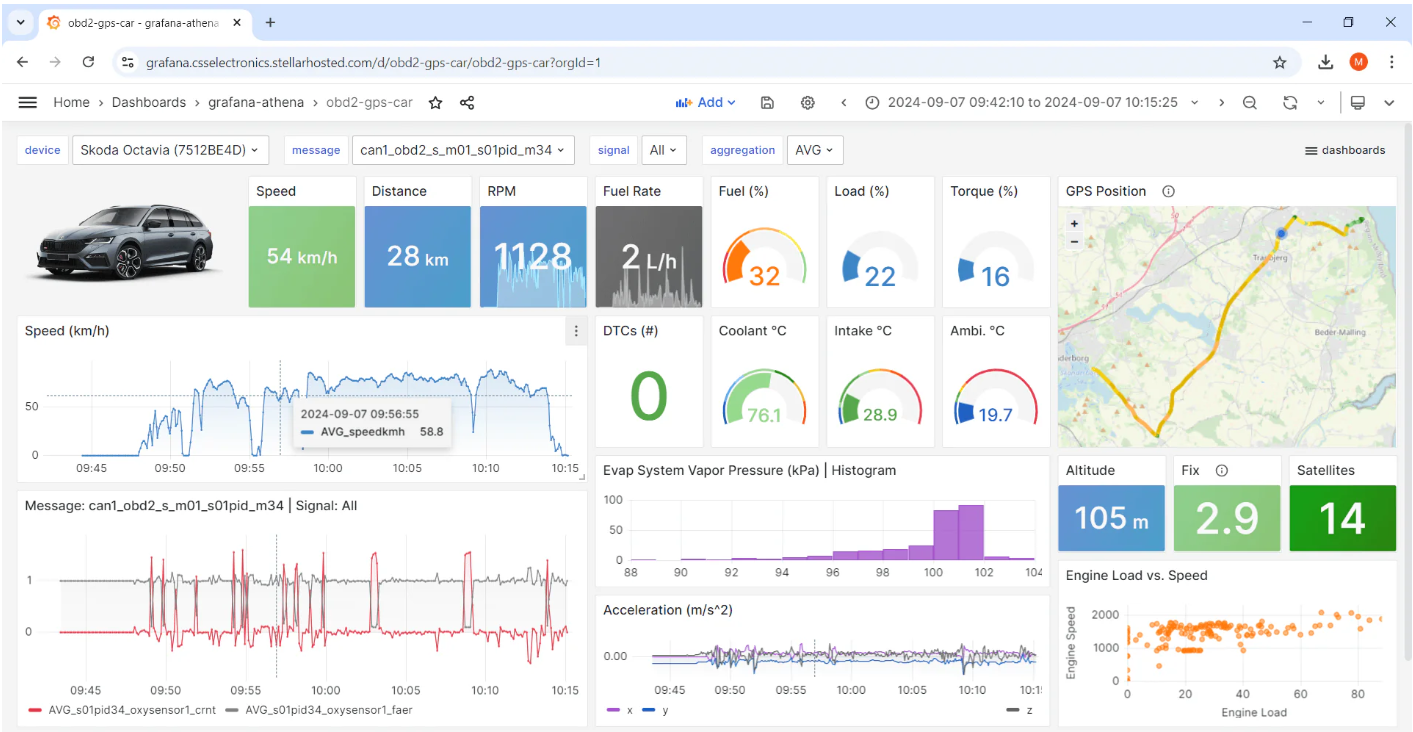 obd2-gps-car - grafana-athena
grafana.csselectronics.stellarhosted.com/d/obd2-gps-car/obd2-gps-car?orgId=1
M
Home › Dashboards › grafana-athena › obd2-gps-car
Add
2024-09-07 09:42:10 to 2024-09-07 10:15:25
device Skoda Octavia (7512BE4D)
message can1_obd2_s_m01_s01pid_m34
signal All
aggregation AVG
dashboards
Speed
54 km/h
Distance
28 km
RPM
1128
Fuel Rate
2 L/h
Fuel (%)
32
Load (%)
22
Torque (%)
16
GPS Position
+
−
Tranbjerg
Beder-Malling
derborg
Speed (km/h)
50
0
09:45 09:50 09:55 10:00 10:05 10:10 10:15
2024-09-07 09:56:55
AVG_speedkmh 58.8
DTCs (#)
0
Coolant °C
76.1
Intake °C
28.9
Ambi. °C
19.7
Evap System Vapor Pressure (kPa) | Histogram
100
50
0
88 90 92 94 96 98 100 102 104
Altitude
105 m
Fix
2.9
Satellites
14
Message: can1_obd2_s_m01_s01pid_m34 | Signal: All
1
0
09:45 09:50 09:55 10:00 10:05 10:10 10:15
AVG_s01pid34_oxysensor1_crnt AVG_s01pid34_oxysensor1_faer
Acceleration (m/s^2)
0.00
09:45 09:50 09:55 10:00 10:05 10:10 10:1
x y z
Engine Load vs. Speed
Engine Speed
2000
1000
0
0 20 40 60 80
Engine Load